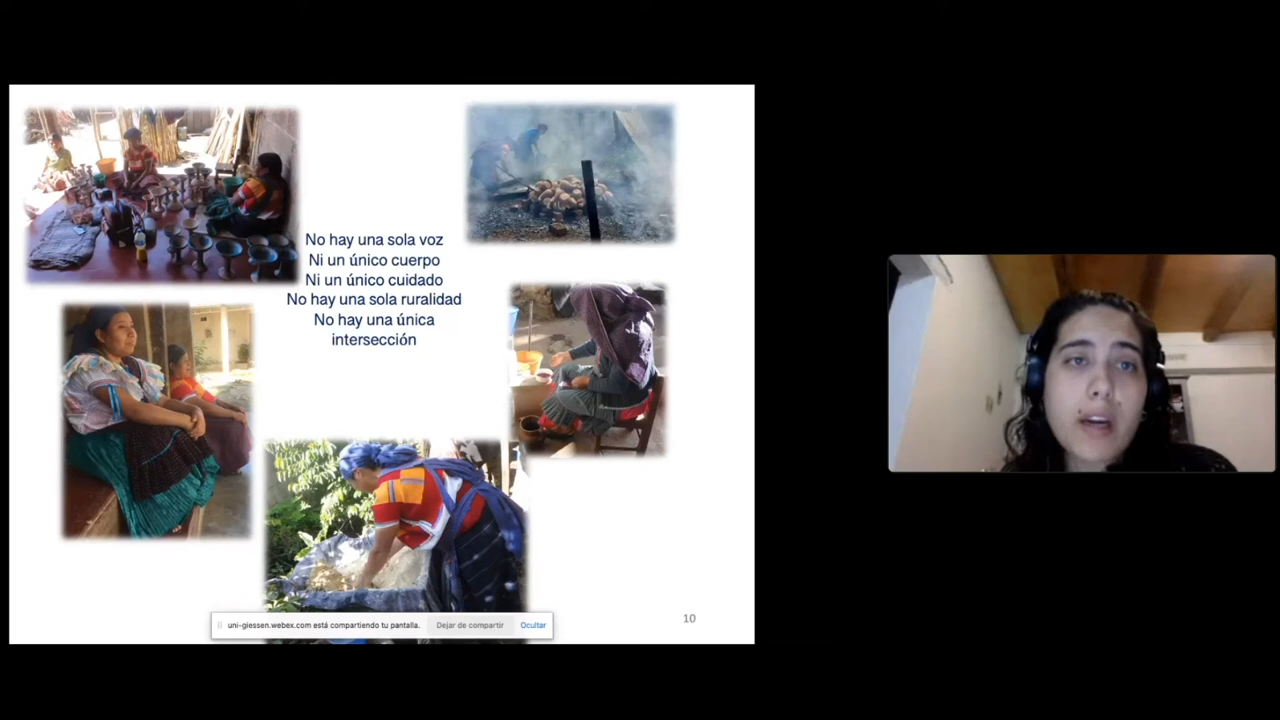 No hay una sola voz
Ni un único cuerpo
Ni un único cuidado
No hay una sola ruralidad
No hay una única
intersección
uni-giessen.webex.com está compartiendo tu pantalla.
Dejar de compartir
Ocultar
10